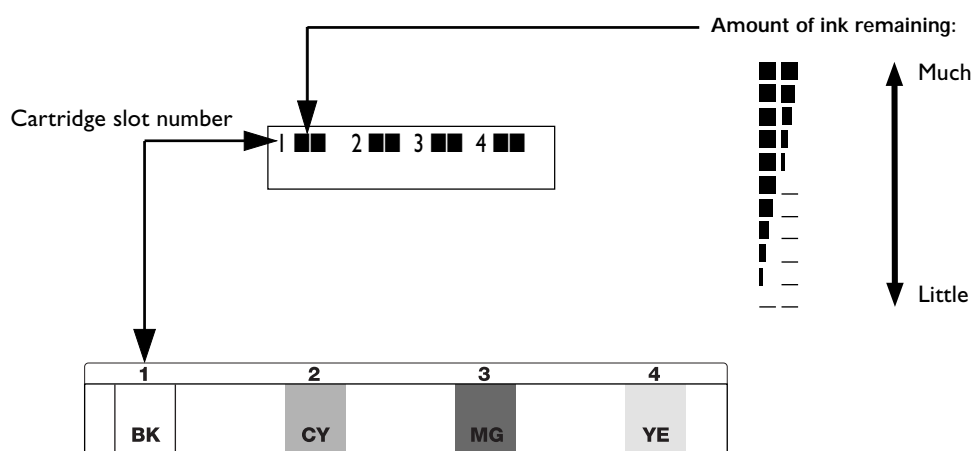 Amount of ink remaining:
Much
Cartridge slot number
1 ■■ 2 ■■ 3 ■■ 4 ■■
Little
1 2 3 4
BK CY MG YE